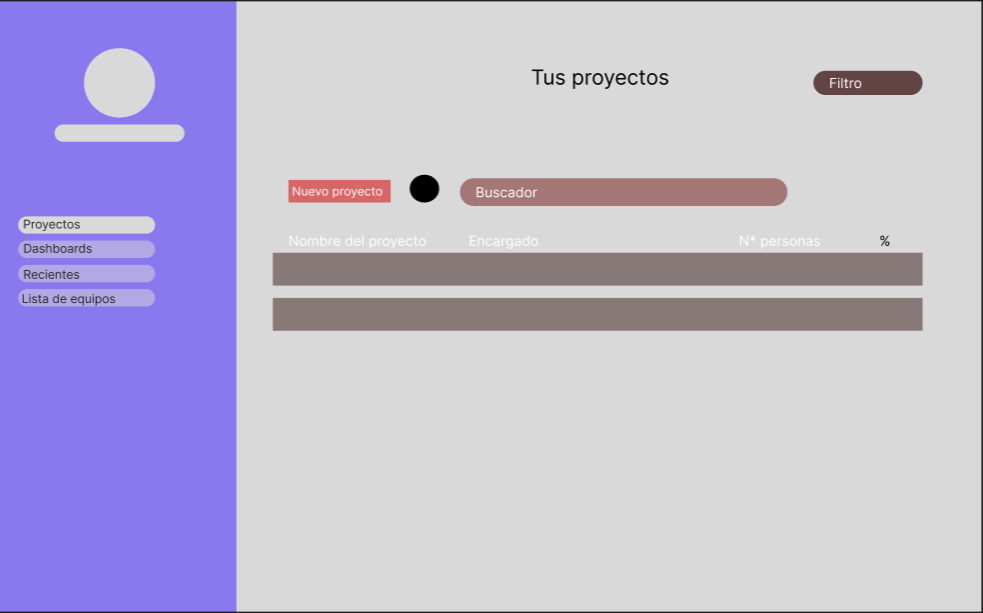 Tus proyectos
Filtro
Nuevo proyecto
Buscador
Proyectos
Dashboards
Recientes
Lista de equipos
Nombre del proyecto
Encargado
N* personas
%